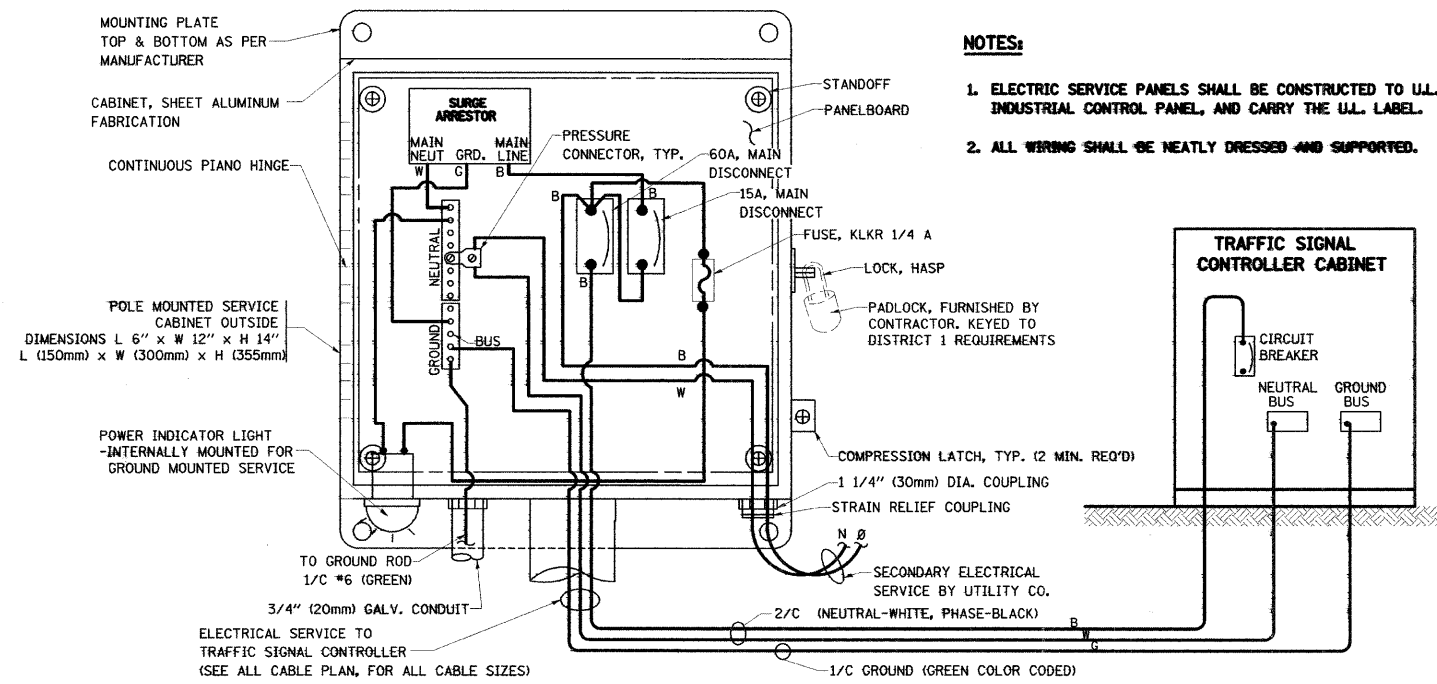 MOUNTING PLATE
TOP & BOTTOM AS PER
MANUFACTURER
CABINET, SHEET ALUMINUM
FABRICATION
CONTINUOUS PIANO HINGE
POLE MOUNTED SERVICE
CABINET OUTSIDE
DIMENSIONS L 6" x W 12" x H 14"
L (150mm) x W (300mm) x H (355mm)
POWER INDICATOR LIGHT
-INTERNALLY MOUNTED FOR
GROUND MOUNTED SERVICE
TO GROUND ROD
1/C #6 (GREEN)
3/4" (20mm) GALV. CONDUIT
ELECTRICAL SERVICE TO
TRAFFIC SIGNAL CONTROLLER
(SEE ALL CABLE PLAN, FOR ALL CABLE SIZES)
SURGE
ARRESTOR
MAIN
NEUT
GRD.
MAIN
LINE
W
G
B
NEUTRAL
GROUND
BUS
PRESSURE
CONNECTOR, TYP.
B
B
B
B
W
STANDOFF
PANELBOARD
60A, MAIN
DISCONNECT
15A, MAIN
DISCONNECT
FUSE, KLKR 1/4 A
LOCK, HASP
PADLOCK, FURNISHED BY
CONTRACTOR. KEYED TO
DISTRICT 1 REQUIREMENTS
COMPRESSION LATCH, TYP. (2 MIN. REQ'D)
1 1/4" (30mm) DIA. COUPLING
STRAIN RELIEF COUPLING
N Ø
SECONDARY ELECTRICAL
SERVICE BY UTILITY CO.
2/C (NEUTRAL-WHITE, PHASE-BLACK)
B
W
G
1/C GROUND (GREEN COLOR CODED)
NOTES:
1. ELECTRIC SERVICE PANELS SHALL BE CONSTRUCTED TO U.L.
INDUSTRIAL CONTROL PANEL, AND CARRY THE U.L. LABEL.
2. ALL WIRING SHALL BE NEATLY DRESSED AND SUPPORTED.
TRAFFIC SIGNAL
CONTROLLER CABINET
CIRCUIT
BREAKER
NEUTRAL
BUS
GROUND
BUS